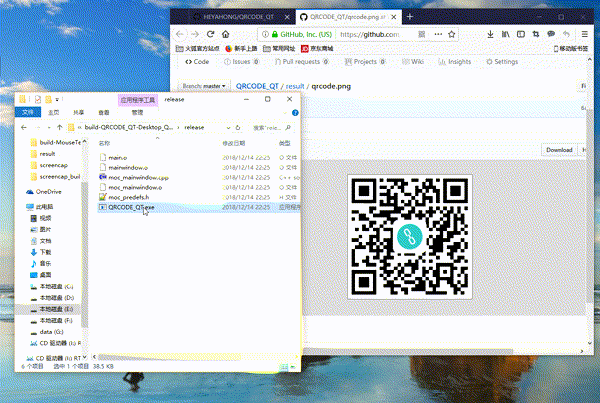 HEYAHONG/QRCODE_QT
QRCODE_QT/qrcode.png at
GitHub, Inc. (US)
https://github.com
火狐官方站点
新手上路
常用网址
京东商城
移动版书签
Code
Issues 0
Pull requests 0
Projects 0
Wiki
Insights
Settings
Branch: master
QRCODE_QT / result / qrcode.png
Download
应用程序工具
release
文件
主页
共享
查看
管理
build-QRCODE_QT-Desktop_Q...
release
搜索"rele...
名称
修改日期
类型
build-MouseTe
result
screencap
screencap_buil
OneDrive
此电脑
视频
图片
文档
下载
音乐
桌面
本地磁盘 (C:)
本地磁盘 (D:)
本地磁盘 (E:)
本地磁盘 (F:)
data (G:)
CD 驱动器 (I:) RT
CD 驱动器 (I:) RTI
main.o
2018/12/14 22:25
O 文件
mainwindow.o
2018/12/14 22:25
O 文件
moc_mainwindow.cpp
2018/12/14 22:25
moc_mainwindow.o
2018/12/14 22:25
O 文件
moc_predefs.h
2018/12/14 22:25
H 文件
QRCODE_QT.exe
2018/12/14 22:25
应用程序
6 个项目
选中 1 个项目
38.5 KB